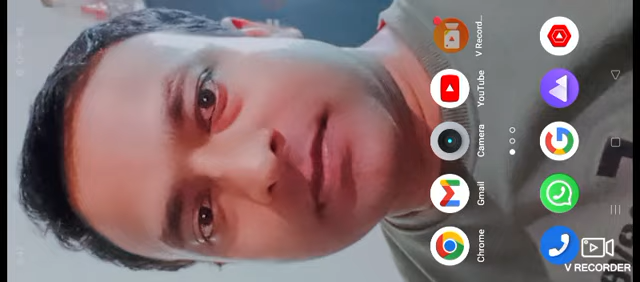 V Record...
YouTube
Camera
Gmail
Chrome
V RECORDER